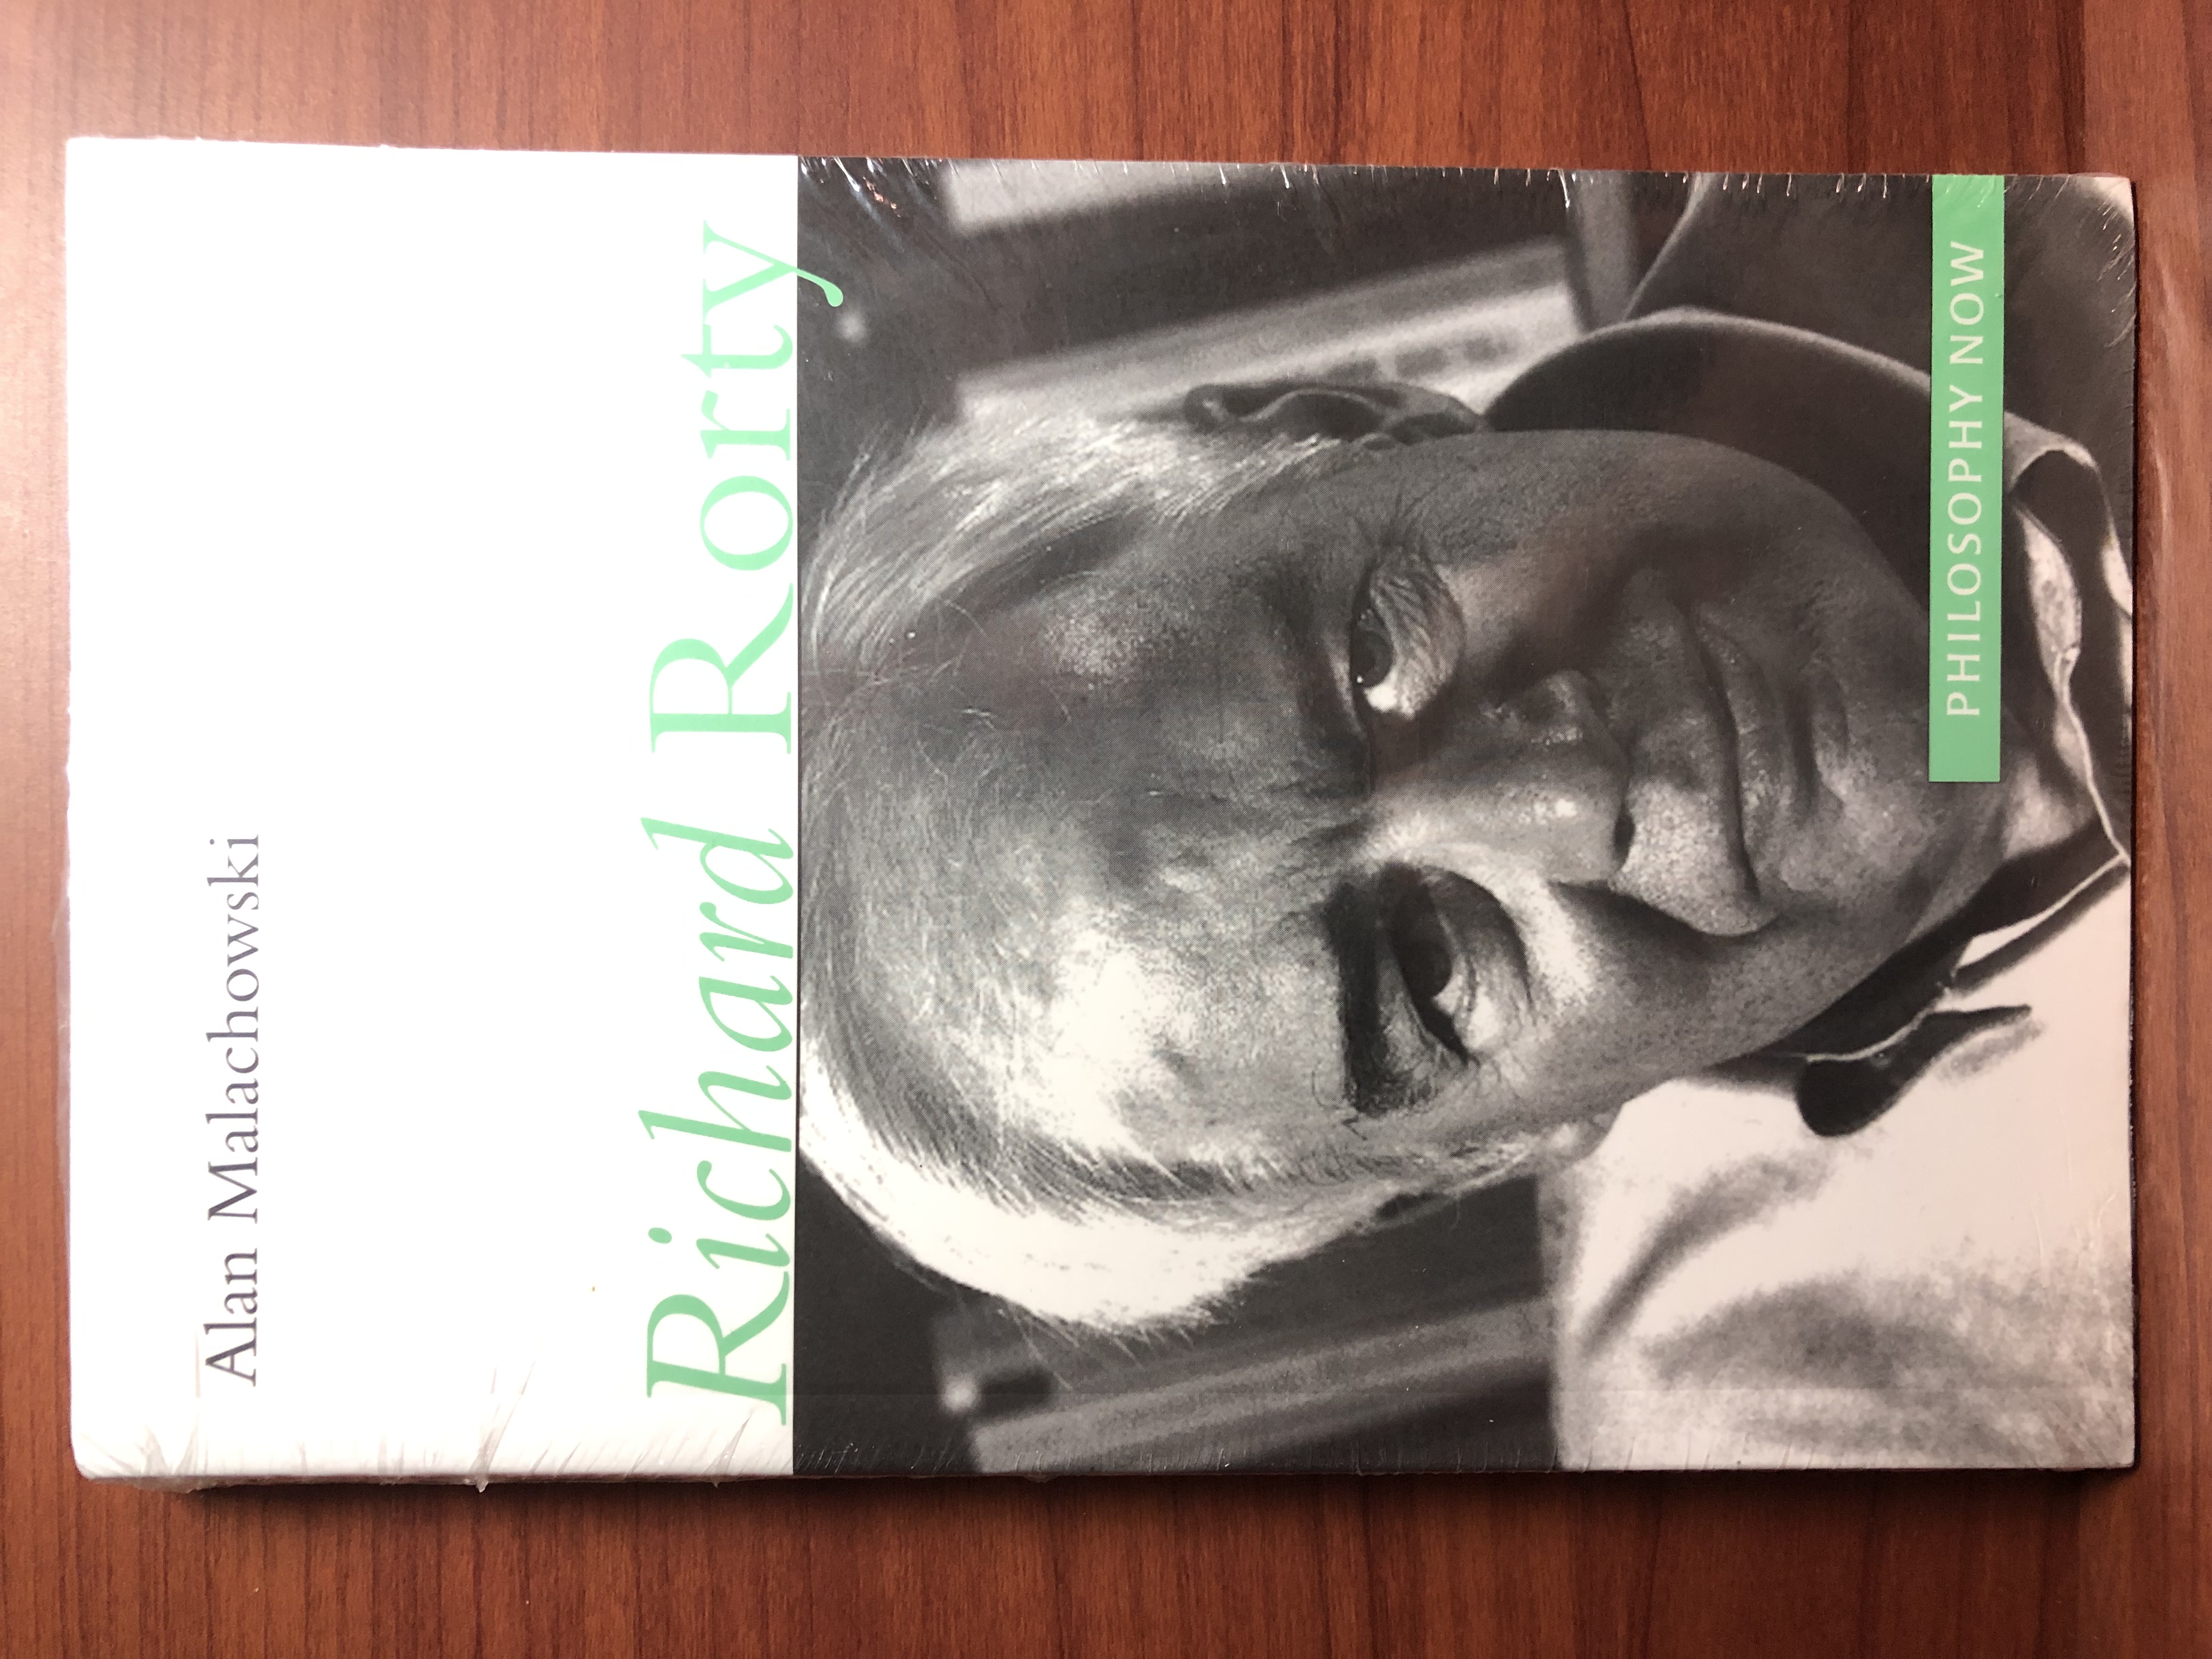 Alan Malachowski
Richard Rorty
PHILOSOPHY NOW